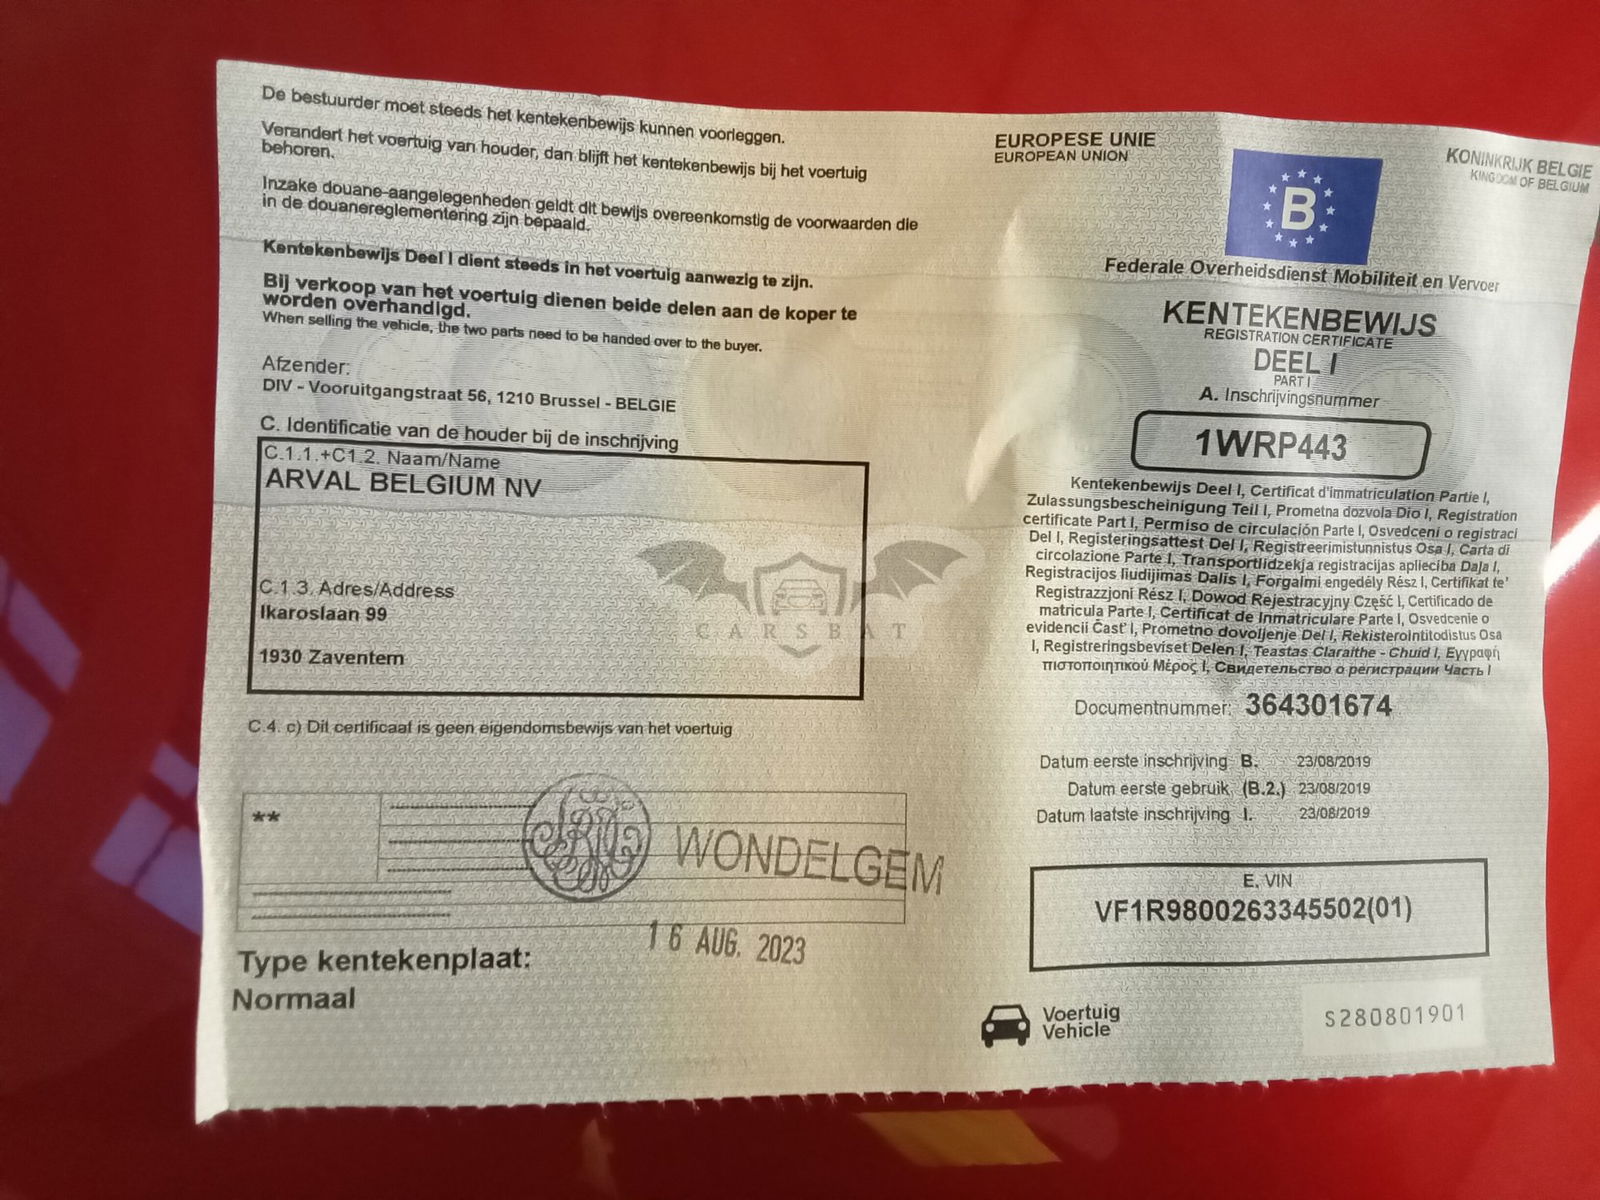 De bestuurder moet steeds het kentekenbewijs kunnen voorleggen.
Verandert het voertuig van houder, dan blijft het kentekenbewijs bij het voertuig
behoren.
Inzake douane-aangelegenheden geldt dit bewijs overeenkomstig de voorwaarden die
in de douanereglementering zijn bepaald.
Kentekenbewijs Deel I dient steeds in het voertuig aanwezig te zijn.
Bij verkoop van het voertuig dienen beide delen aan de koper te
worden overhandigd.
When selling the vehicle, the two parts need to be handed over to the buyer.
Afzender:
DIV - Vooruitgangstraat 56, 1210 Brussel - BELGIE
C. Identificatie van de houder bij de inschrijving
C.1.1.+C1.2. Naam/Name
ARVAL BELGIUM NV
C.1.3. Adres/Address
Ikaroslaan 99
1930 Zaventem
CARSBAT
C.4. c) Dit certificaat is geen eigendomsbewijs van het voertuig
**
WONDELGEM
16 AUG. 2023
Type kentekenplaat:
Normaal
EUROPESE UNIE
EUROPEAN UNION
B
KONINKRIJK BELGIE
KINGDOM OF BELGIUM
Federale Overheidsdienst Mobiliteit en Vervoer
KENTEKENBEWIJS
REGISTRATION CERTIFICATE
DEEL I
PART I
A. Inschrijvingsnummer
1WRP443
Kentekenbewijs Deel I, Certificat d'immatriculation Partie I,
Zulassungsbescheinigung Teil I, Prometna dozvola Dio I, Registration
certificate Part I, Permiso de circulación Parte I, Osvedceni o registraci
Del I, Registeringsattest Del I, Registreerimistunnistus Osa I, Carta di
circolazione Parte I, Transportlidzekja registracijas aplieciba Daļa I,
Registracijos liudijimas Dalis I, Forgalmi engedély Rész I, Certifikat te'
Registrazzjoni Rész I, Dowod Rejestracyjny Część I, Certificado de
matricula Parte I, Certificat de Inmatriculare Parte I, Osvedcenie o
evidencii Čast' I, Prometno dovoljenje Del I, Rekisterointitodistus Osa
I, Registreringsbeviset Delen I, Teastas Claraithe - Chuid I, Εγγραφή
πιστοποιητικού Μέρος I, Свидетельство о регистрации Часть I
Documentnummer: 364301674
Datum eerste inschrijving B. 23/08/2019
Datum eerste gebruik (B.2.) 23/08/2019
Datum laatste inschrijving I. 23/08/2019
E. VIN
VF1R9800263345502(01)
Voertuig
Vehicle
S280801901